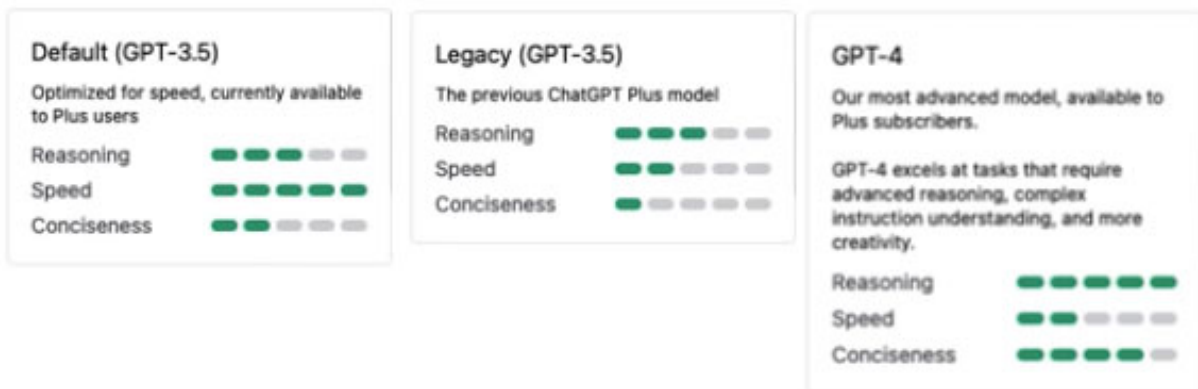 Default (GPT-3.5)
Optimized for speed, currently available
to Plus users
Reasoning
Speed
Conciseness
Legacy (GPT-3.5)
The previous ChatGPT Plus model
Reasoning
Speed
Conciseness
GPT-4
Our most advanced model, available to
Plus subscribers.
GPT-4 excels at tasks that require
advanced reasoning, complex
instruction understanding, and more
creativity.
Reasoning
Speed
Conciseness